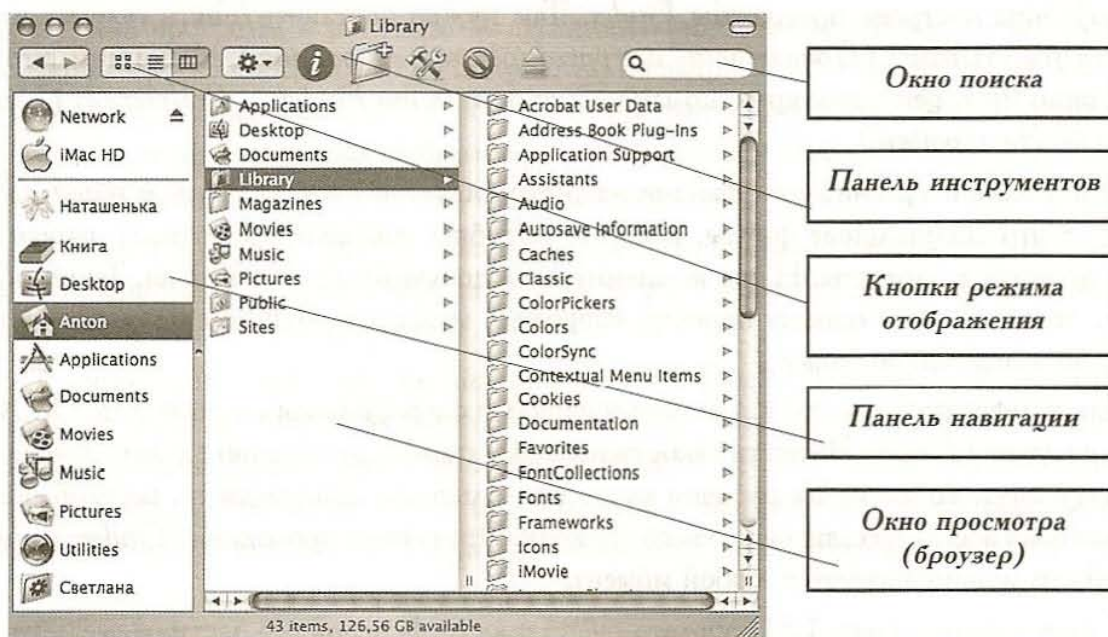 Library
Network
iMac HD
Наташенька
Книга
Desktop
Anton
Applications
Documents
Movies
Music
Pictures
Utilities
Светлана
Applications
Desktop
Documents
Library
Magazines
Movies
Music
Pictures
Public
Sites
Acrobat User Data
Address Book Plug-Ins
Application Support
Assistants
Audio
Autosave Information
Caches
Classic
ColorPickers
Colors
ColorSync
Contextual Menu Items
Cookies
Documentation
Favorites
FontCollections
Fonts
Frameworks
Icons
iMovie
43 items, 126,56 GB available
Окно поиска
Панель инструментов
Кнопки режима
отображения
Панель навигации
Окно просмотра
(броузер)